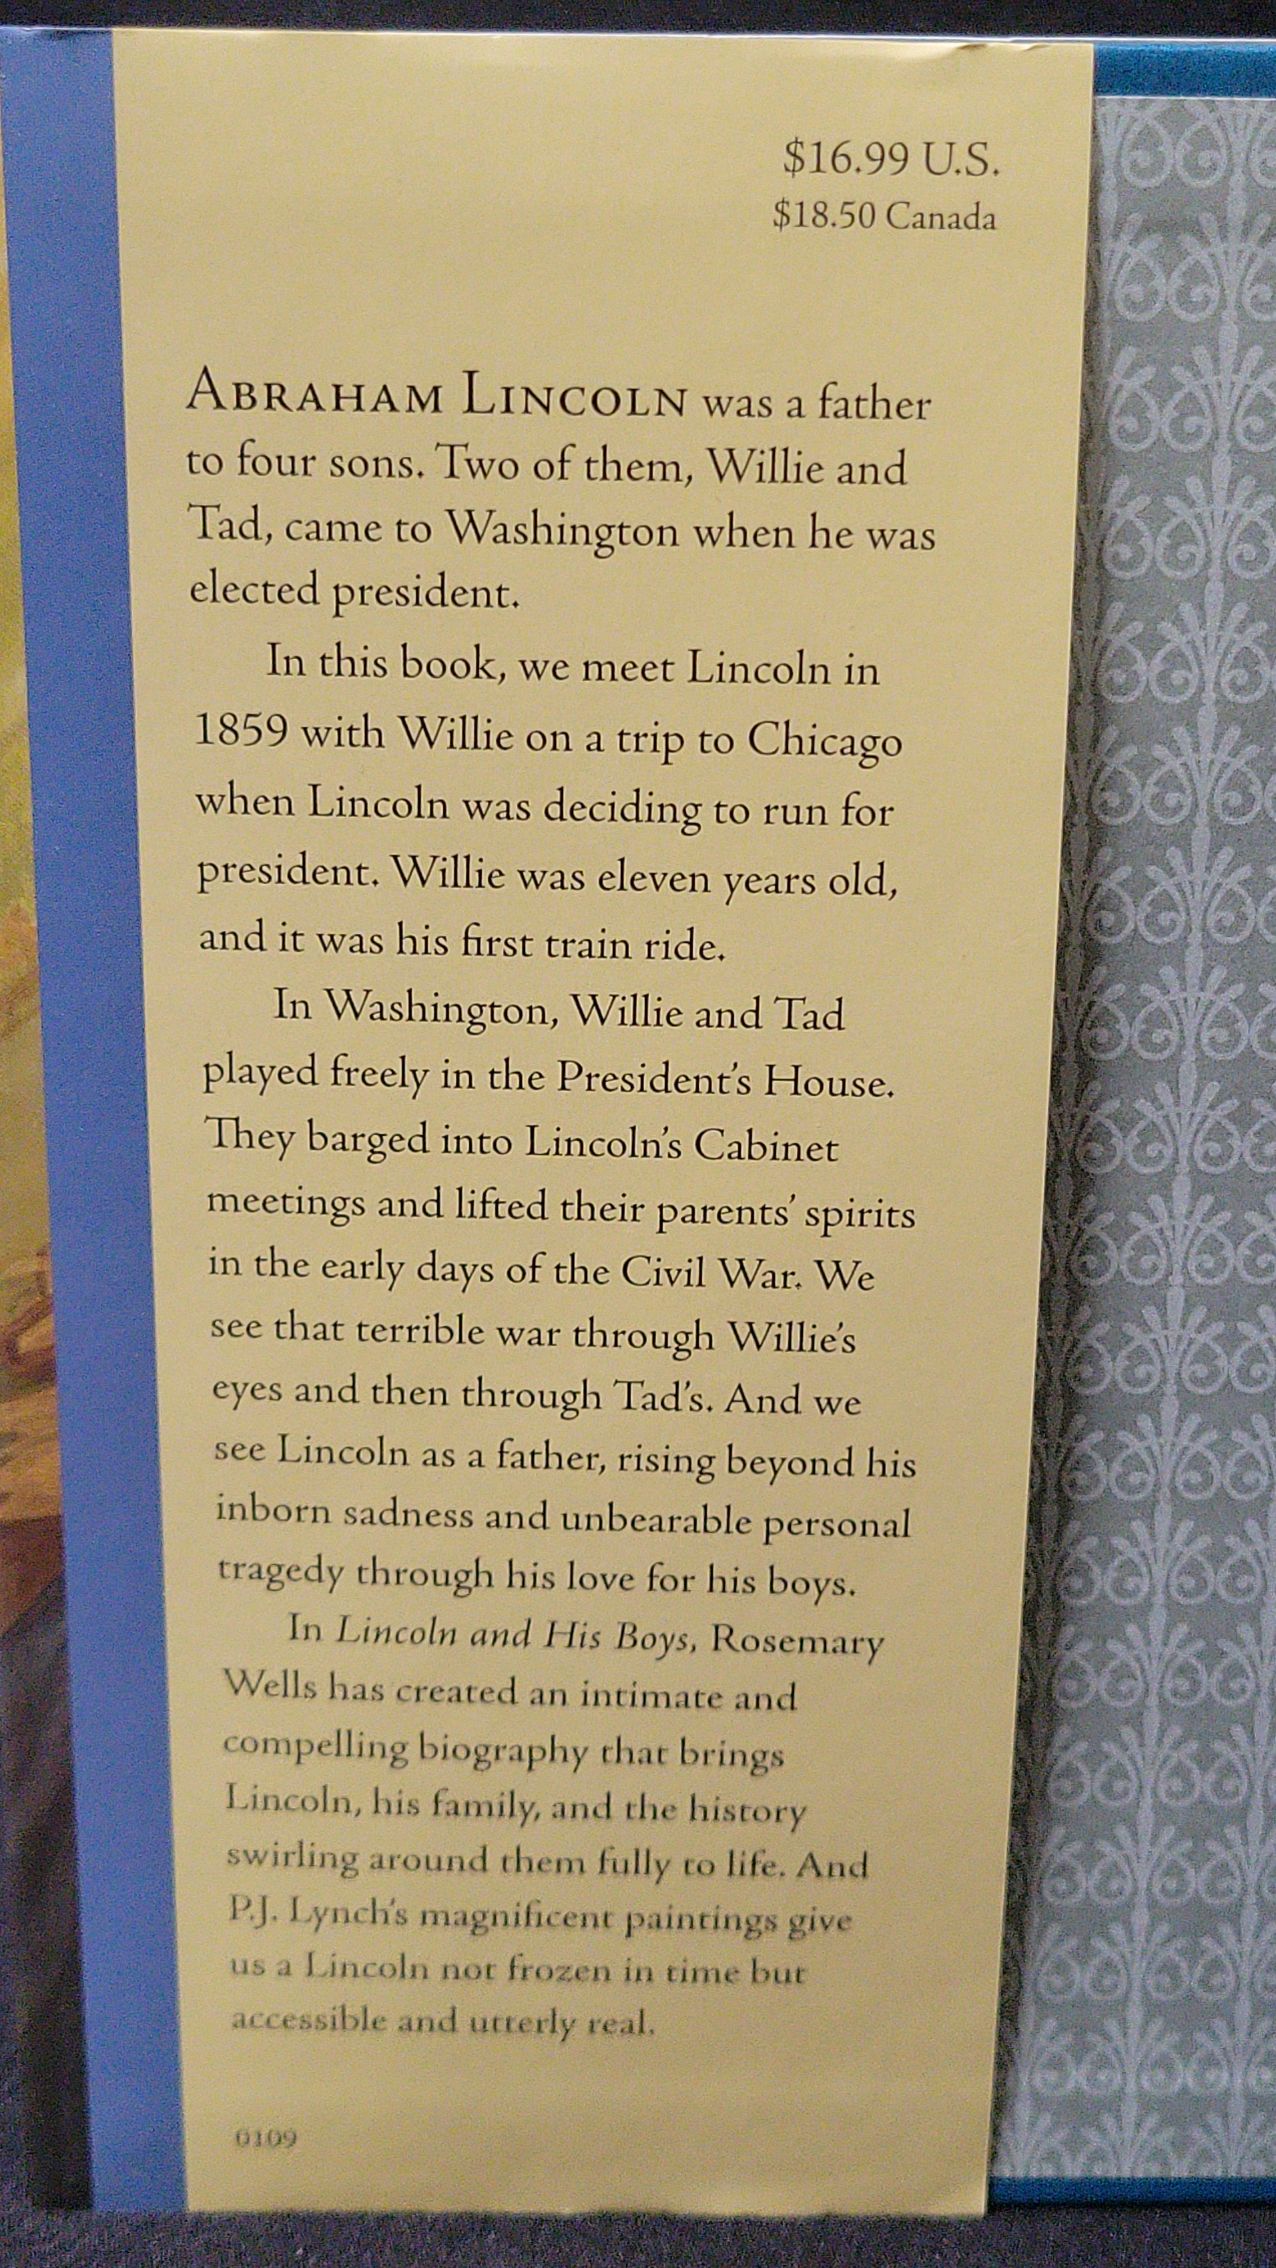 $16.99 U.S.
$18.50 Canada
ABRAHAM LINCOLN was a father
to four sons. Two of them, Willie and
Tad, came to Washington when he was
elected president.
In this book, we meet Lincoln in
1859 with Willie on a trip to Chicago
when Lincoln was deciding to run for
president. Willie was eleven years old,
and it was his first train ride.
In Washington, Willie and Tad
played freely in the President's House.
They barged into Lincoln's Cabinet
meetings and lifted their parents' spirits
in the early days of the Civil War. We
see that terrible war through Willie's
eyes and then through Tad's. And we
see Lincoln as a father, rising beyond his
inborn sadness and unbearable personal
tragedy through his love for his boys.
In Lincoln and His Boys, Rosemary
Wells has created an intimate and
compelling biography that brings
Lincoln, his family, and the history
swirling around them fully to life. And
P.J. Lynch's magnificent paintings give
us a Lincoln not frozen in time but
accessible and utterly real.
0109